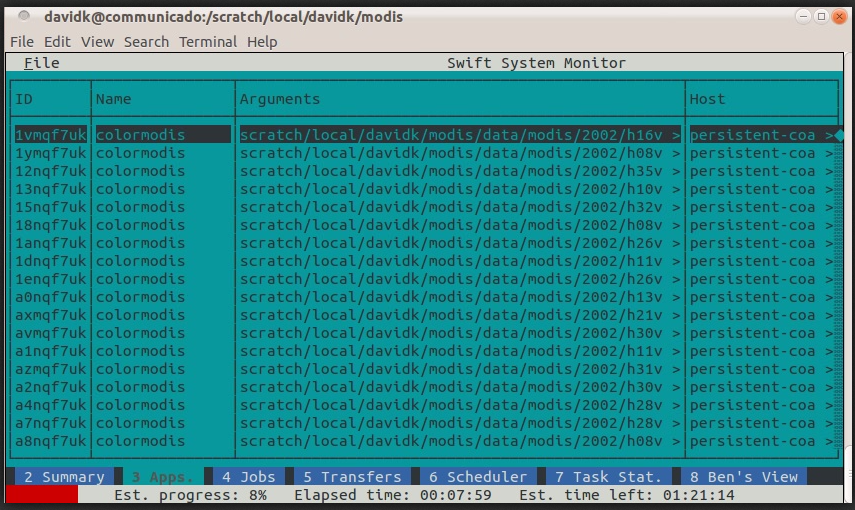 davidk@communicado:/scratch/local/davidk/modis
File Edit View Search Terminal Help
File Swift System Monitor
ID Name Arguments Host
1vmqf7uk colormodis scratch/local/davidk/modis/data/modis/2002/h16v > persistent-coa >
1ymqf7uk colormodis scratch/local/davidk/modis/data/modis/2002/h08v > persistent-coa >
12nqf7uk colormodis scratch/local/davidk/modis/data/modis/2002/h35v > persistent-coa >
13nqf7uk colormodis scratch/local/davidk/modis/data/modis/2002/h10v > persistent-coa >
15nqf7uk colormodis scratch/local/davidk/modis/data/modis/2002/h32v > persistent-coa >
18nqf7uk colormodis scratch/local/davidk/modis/data/modis/2002/h08v > persistent-coa >
1anqf7uk colormodis scratch/local/davidk/modis/data/modis/2002/h26v > persistent-coa >
1dnqf7uk colormodis scratch/local/davidk/modis/data/modis/2002/h11v > persistent-coa >
1enqf7uk colormodis scratch/local/davidk/modis/data/modis/2002/h26v > persistent-coa >
a0nqf7uk colormodis scratch/local/davidk/modis/data/modis/2002/h13v > persistent-coa >
axmqf7uk colormodis scratch/local/davidk/modis/data/modis/2002/h21v > persistent-coa >
avmqf7uk colormodis scratch/local/davidk/modis/data/modis/2002/h30v > persistent-coa >
a1nqf7uk colormodis scratch/local/davidk/modis/data/modis/2002/h11v > persistent-coa >
azmqf7uk colormodis scratch/local/davidk/modis/data/modis/2002/h31v > persistent-coa >
a2nqf7uk colormodis scratch/local/davidk/modis/data/modis/2002/h30v > persistent-coa >
a4nqf7uk colormodis scratch/local/davidk/modis/data/modis/2002/h28v > persistent-coa >
a7nqf7uk colormodis scratch/local/davidk/modis/data/modis/2002/h28v > persistent-coa >
a8nqf7uk colormodis scratch/local/davidk/modis/data/modis/2002/h08v > persistent-coa >
2 Summary 3 Apps. 4 Jobs 5 Transfers 6 Scheduler 7 Task Stat. 8 Ben's View
Est. progress: 8% Elapsed time: 00:07:59 Est. time left: 01:21:14